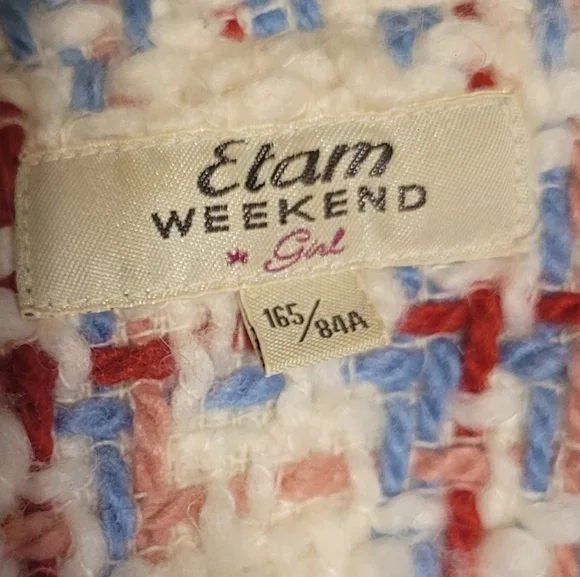 Etam
WEEKEND
* Girl
165/84A